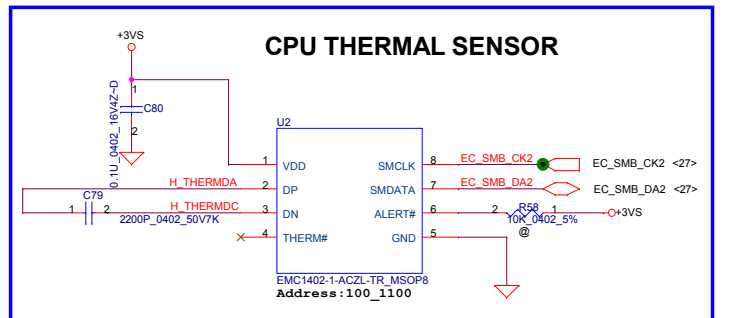 +3VS
CPU THERMAL SENSOR
1
C80
2
0.1U_0402_16V4Z~D
U2
1 VDD SMCLK 8 EC_SMB_CK2 EC_SMB_CK2 <27>
H_THERMDA 2 DP SMDATA 7 EC_SMB_DA2 EC_SMB_DA2 <27>
C79
1 2 H_THERMDC 3 DN ALERT# 6 2 R58 1 +3VS
2200P_0402_50V7K 10K_0402_5%
@
4 THERM# GND 5
EMC1402-1-ACZL-TR_MSOP8
Address:100_1100